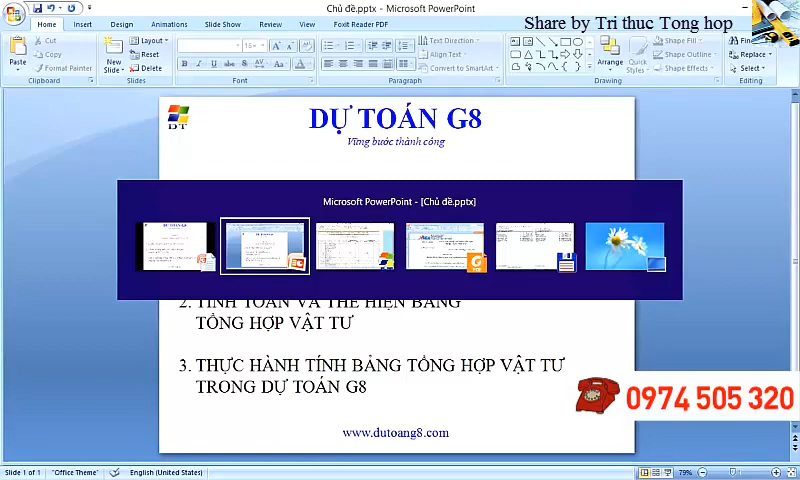 Chủ đề.pptx - Microsoft PowerPoint
Share by Tri thuc Tong hop
Home Insert Design Animations Slide Show Review View Foxit Reader PDF
Cut
Copy
Format Painter
Paste
Clipboard
New
Slide
Layout
Reset
Delete
Slides
Font
Text Direction
Align Text
Convert to SmartArt
Paragraph
Arrange
Quick
Styles
Shape Fill
Shape Outline
Shape Effects
Drawing
Replace
Select
Editing
DT
DỰ TOÁN G8
Vững bước thành công
Microsoft PowerPoint - [Chủ đề.pptx]
2. TÍNH TOÁN VÀ THỂ HIỆN BẢNG
TỔNG HỢP VẬT TƯ
3. THỰC HÀNH TÍNH BẢNG TỔNG HỢP VẬT TƯ
TRONG DỰ TOÁN G8
0974 505 320
www.dutoang8.com
Slide 1 of 1 "Office Theme" English (United States) 79%